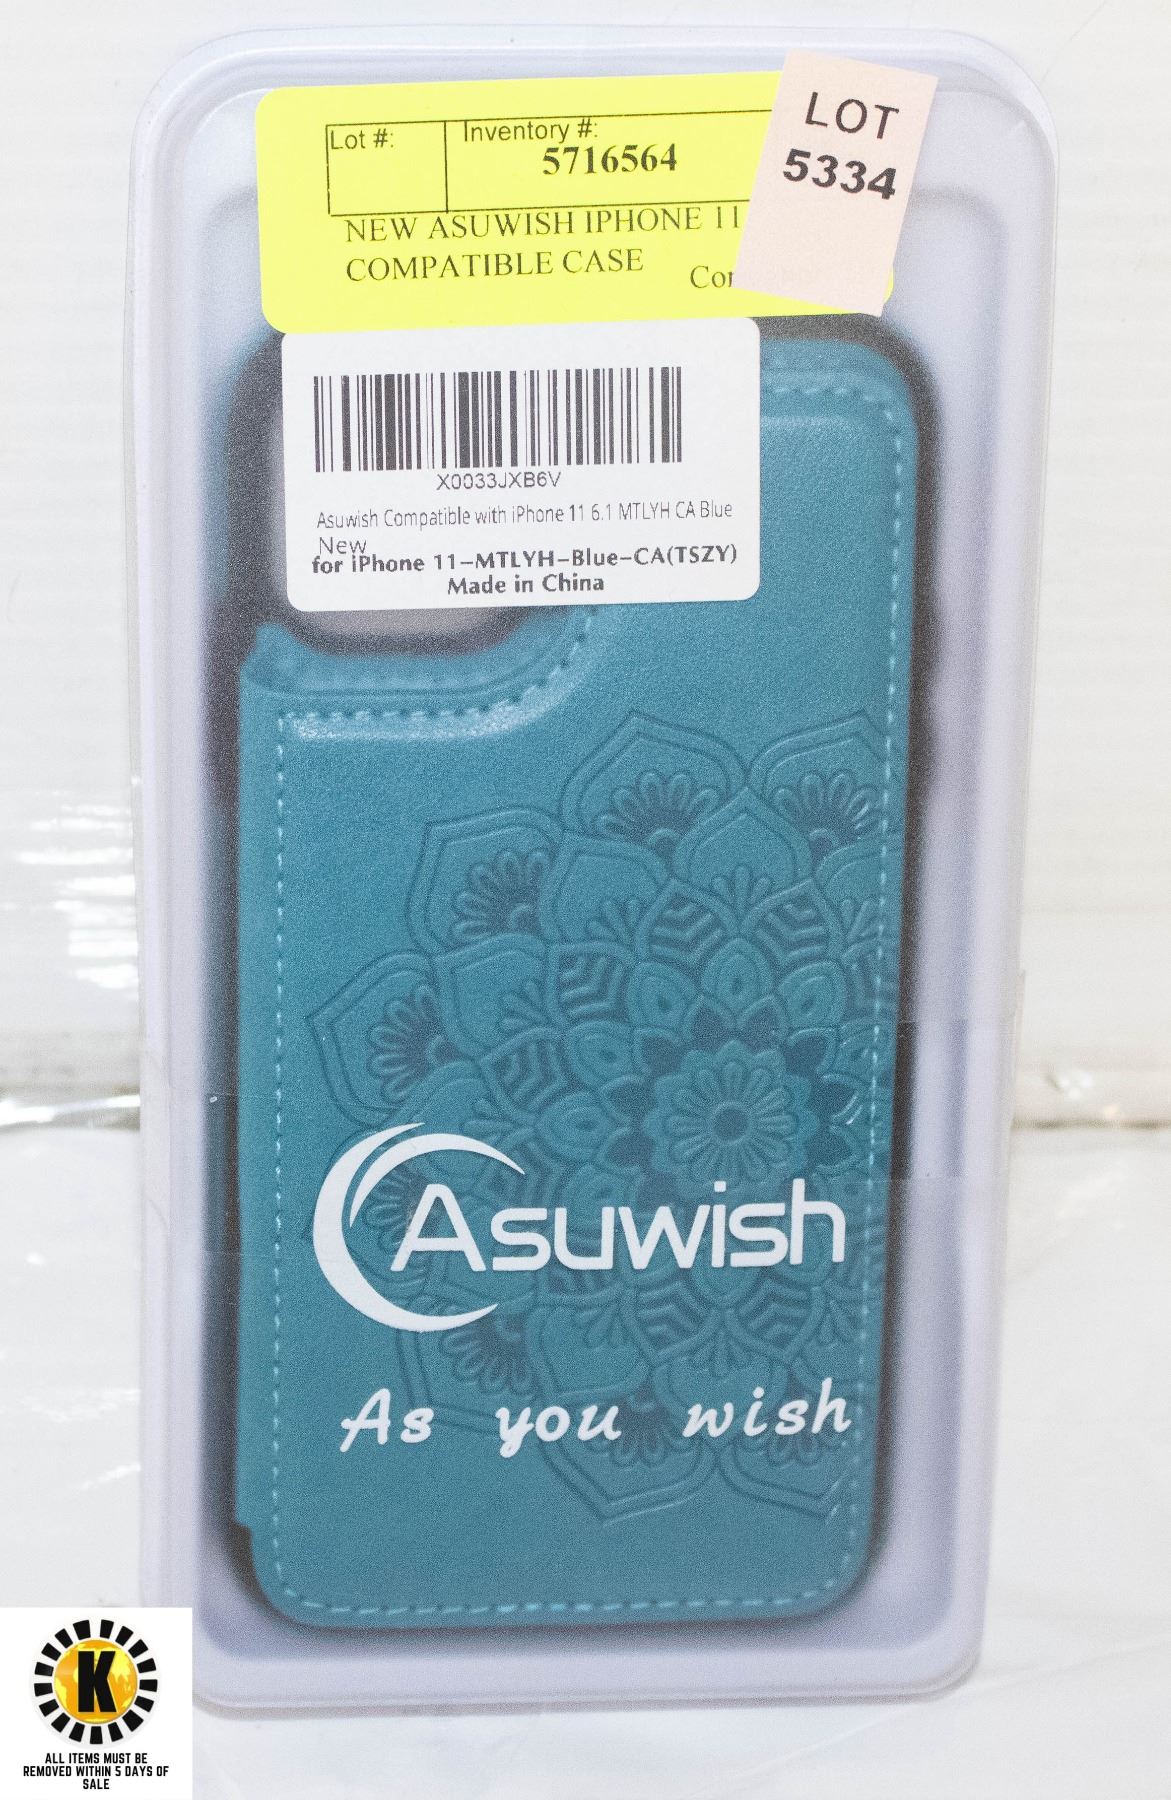 Lot #:
Inventory #:
5716564
LOT
5334
NEW ASUWISH IPHONE 11
COMPATIBLE CASE
X0033JXB6V
Asuwish Compatible with iPhone 11 6.1 MTLYH CA Blue
New
for iPhone 11-MTLYH-Blue-CA(TSZY)
Made in China
Asuwish
As you wish
K
ALL ITEMS MUST BE
REMOVED WITHIN 5 DAYS OF
SALE